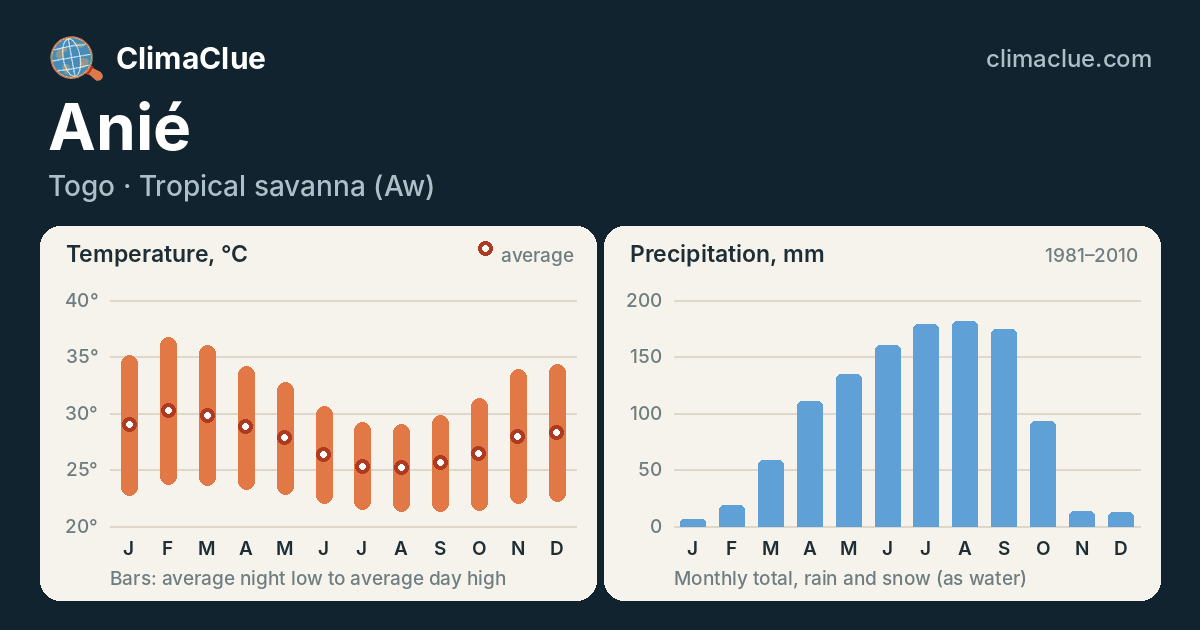 ClimaClue
climaclue.com
Anié
Togo · Tropical savanna (Aw)
Temperature, °C
average
40°
35°
30°
25°
20°
J F M A M J J A S O N D
Bars: average night low to average day high
Precipitation, mm
1981–2010
200
150
100
50
0
J F M A M J J A S O N D
Monthly total, rain and snow (as water)